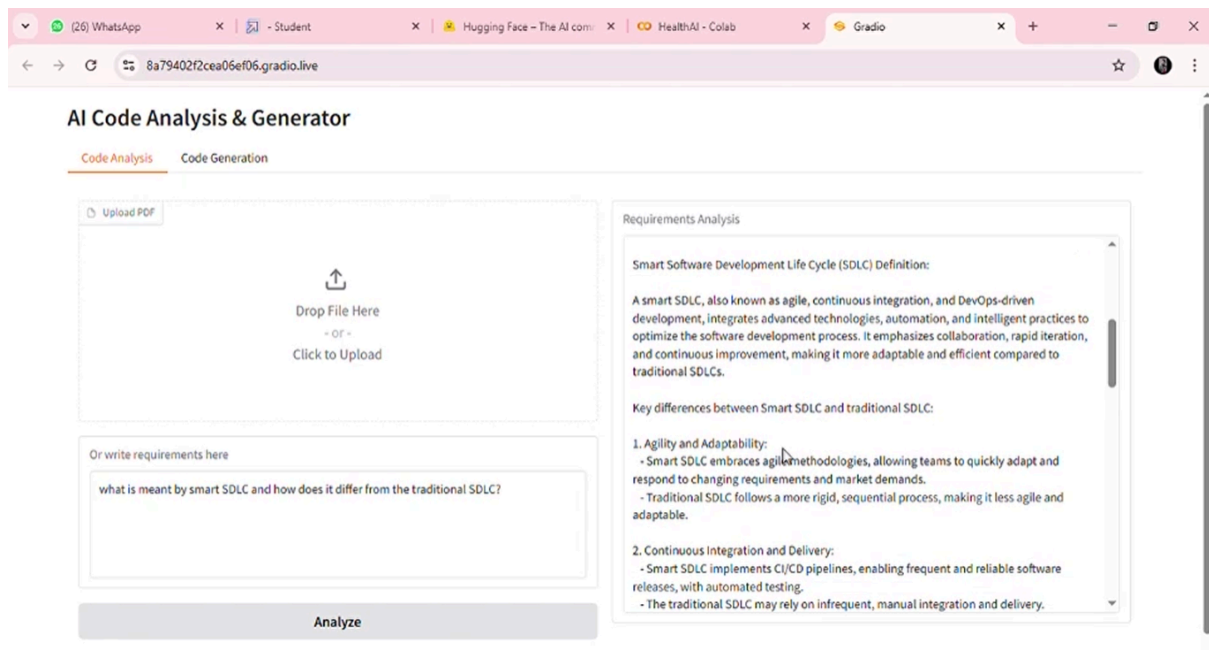 (26) WhatsApp
- Student
Hugging Face – The AI comr
HealthAI - Colab
Gradio
8a79402f2cea06ef06.gradio.live
AI Code Analysis & Generator
Code Analysis
Code Generation
Upload PDF
Drop File Here
- or -
Click to Upload
Or write requirements here
what is meant by smart SDLC and how does it differ from the traditional SDLC?
Analyze
Requirements Analysis
Smart Software Development Life Cycle (SDLC) Definition:
A smart SDLC, also known as agile, continuous integration, and DevOps-driven
development, integrates advanced technologies, automation, and intelligent practices to
optimize the software development process. It emphasizes collaboration, rapid iteration,
and continuous improvement, making it more adaptable and efficient compared to
traditional SDLCs.
Key differences between Smart SDLC and traditional SDLC:
1. Agility and Adaptability:
- Smart SDLC embraces agile methodologies, allowing teams to quickly adapt and
respond to changing requirements and market demands.
- Traditional SDLC follows a more rigid, sequential process, making it less agile and
adaptable.
2. Continuous Integration and Delivery:
- Smart SDLC implements CI/CD pipelines, enabling frequent and reliable software
releases, with automated testing.
- The traditional SDLC may rely on infrequent, manual integration and delivery.